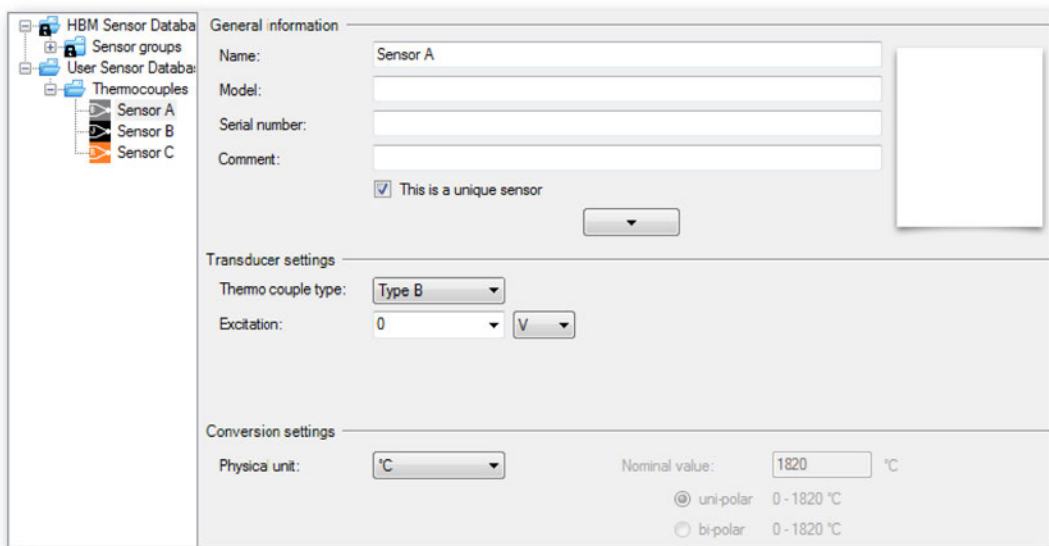 HBM Sensor Databa
Sensor groups
User Sensor Databa
Thermocouples
Sensor A
Sensor B
Sensor C
General information
Name: Sensor A
Model:
Serial number:
Comment:
This is a unique sensor
Transducer settings
Thermo couple type: Type B
Excitation: 0 V
Conversion settings
Physical unit: °C Nominal value: 1820 °C
uni-polar 0 - 1820 °C
bi-polar 0 - 1820 °C